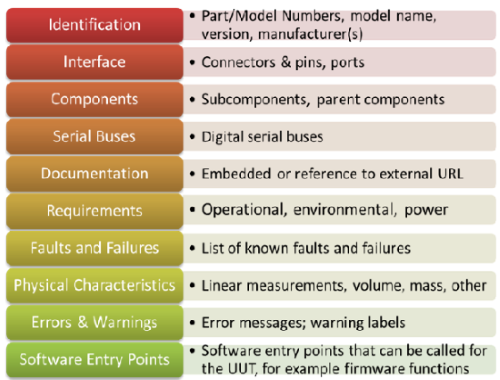 Identification
• Part/Model Numbers, model name,
version, manufacturer(s)
Interface
• Connectors & pins, ports
Components
• Subcomponents, parent components
Serial Buses
• Digital serial buses
Documentation
• Embedded or reference to external URL
Requirements
• Operational, environmental, power
Faults and Failures
• List of known faults and failures
Physical Characteristics
• Linear measurements, volume, mass, other
Errors & Warnings
• Error messages; warning labels
Software Entry Points
• Software entry points that can be called for
the UUT, for example firmware functions